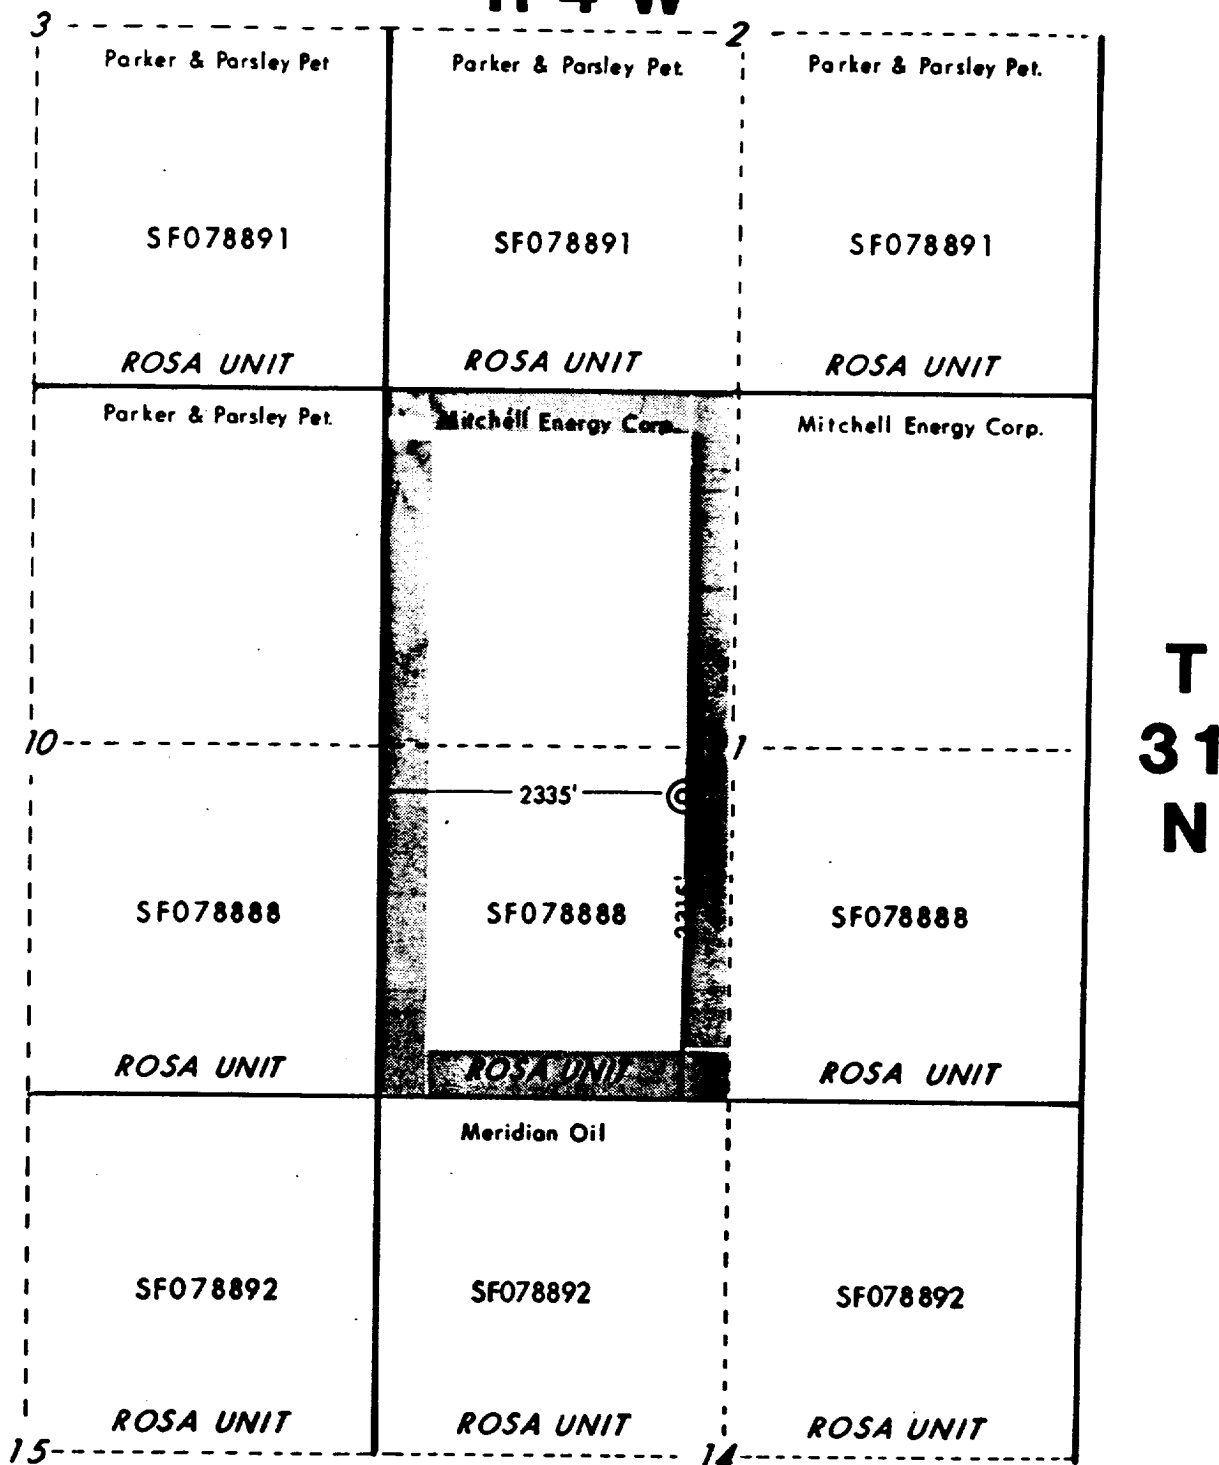 R 4 W
3
2
Parker & Parsley Pet
Parker & Parsley Pet.
Parker & Parsley Pet.
SF078891
SF078891
SF078891
ROSA UNIT
ROSA UNIT
ROSA UNIT
Parker & Parsley Pet.
Mitchell Energy Corp.
Mitchell Energy Corp.
T
31
N
10
1
2335'
SF078888
SF078888
SF078888
ROSA UNIT
ROSA UNIT
ROSA UNIT
Meridian Oil
SF078892
SF078892
SF078892
ROSA UNIT
ROSA UNIT
ROSA UNIT
15
14